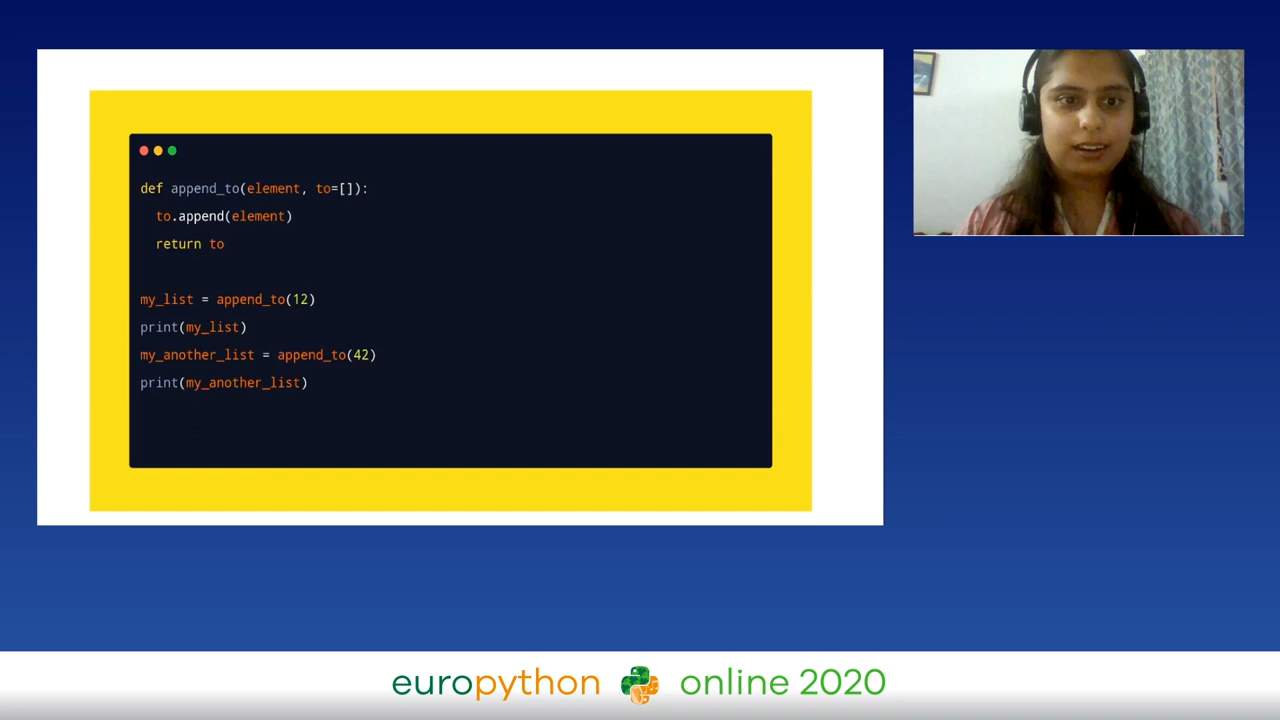 def append_to(element, to=[]):
to.append(element)
return to
my_list = append_to(12)
print(my_list)
my_another_list = append_to(42)
print(my_another_list)
europython online 2020